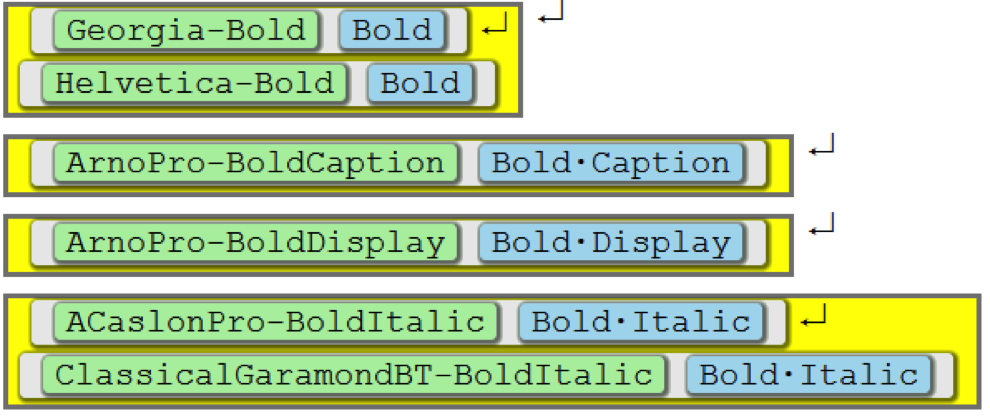 Georgia-Bold Bold ↵ ↵
Helvetica-Bold Bold
ArnoPro-BoldCaption Bold·Caption ↵
ArnoPro-BoldDisplay Bold·Display ↵
ACaslonPro-BoldItalic Bold·Italic ↵
ClassicalGaramondBT-BoldItalic Bold·Italic